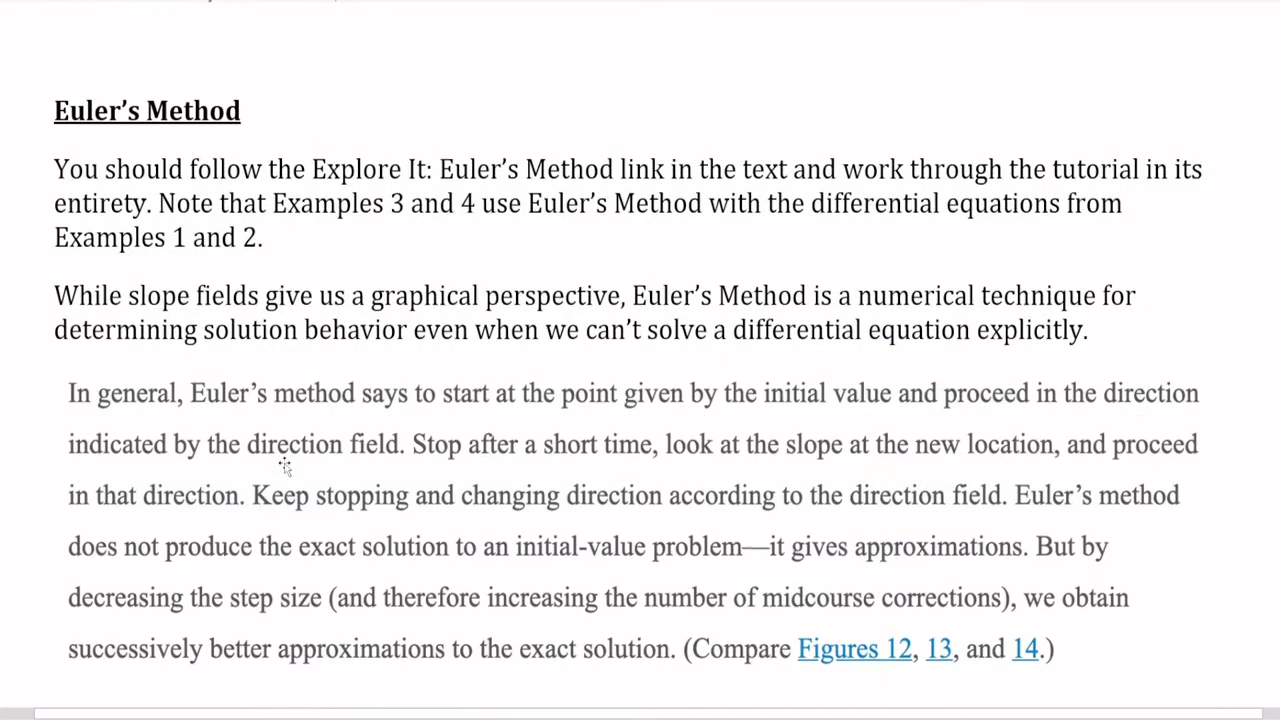 Euler’s Method
You should follow the Explore It: Euler’s Method link in the text and work through the tutorial in its
entirety. Note that Examples 3 and 4 use Euler’s Method with the differential equations from
Examples 1 and 2.
While slope fields give us a graphical perspective, Euler’s Method is a numerical technique for
determining solution behavior even when we can’t solve a differential equation explicitly.
In general, Euler’s method says to start at the point given by the initial value and proceed in the direction
indicated by the direction field. Stop after a short time, look at the slope at the new location, and proceed
in that direction. Keep stopping and changing direction according to the direction field. Euler’s method
does not produce the exact solution to an initial-value problem—it gives approximations. But by
decreasing the step size (and therefore increasing the number of midcourse corrections), we obtain
successively better approximations to the exact solution. (Compare Figures 12, 13, and 14.)